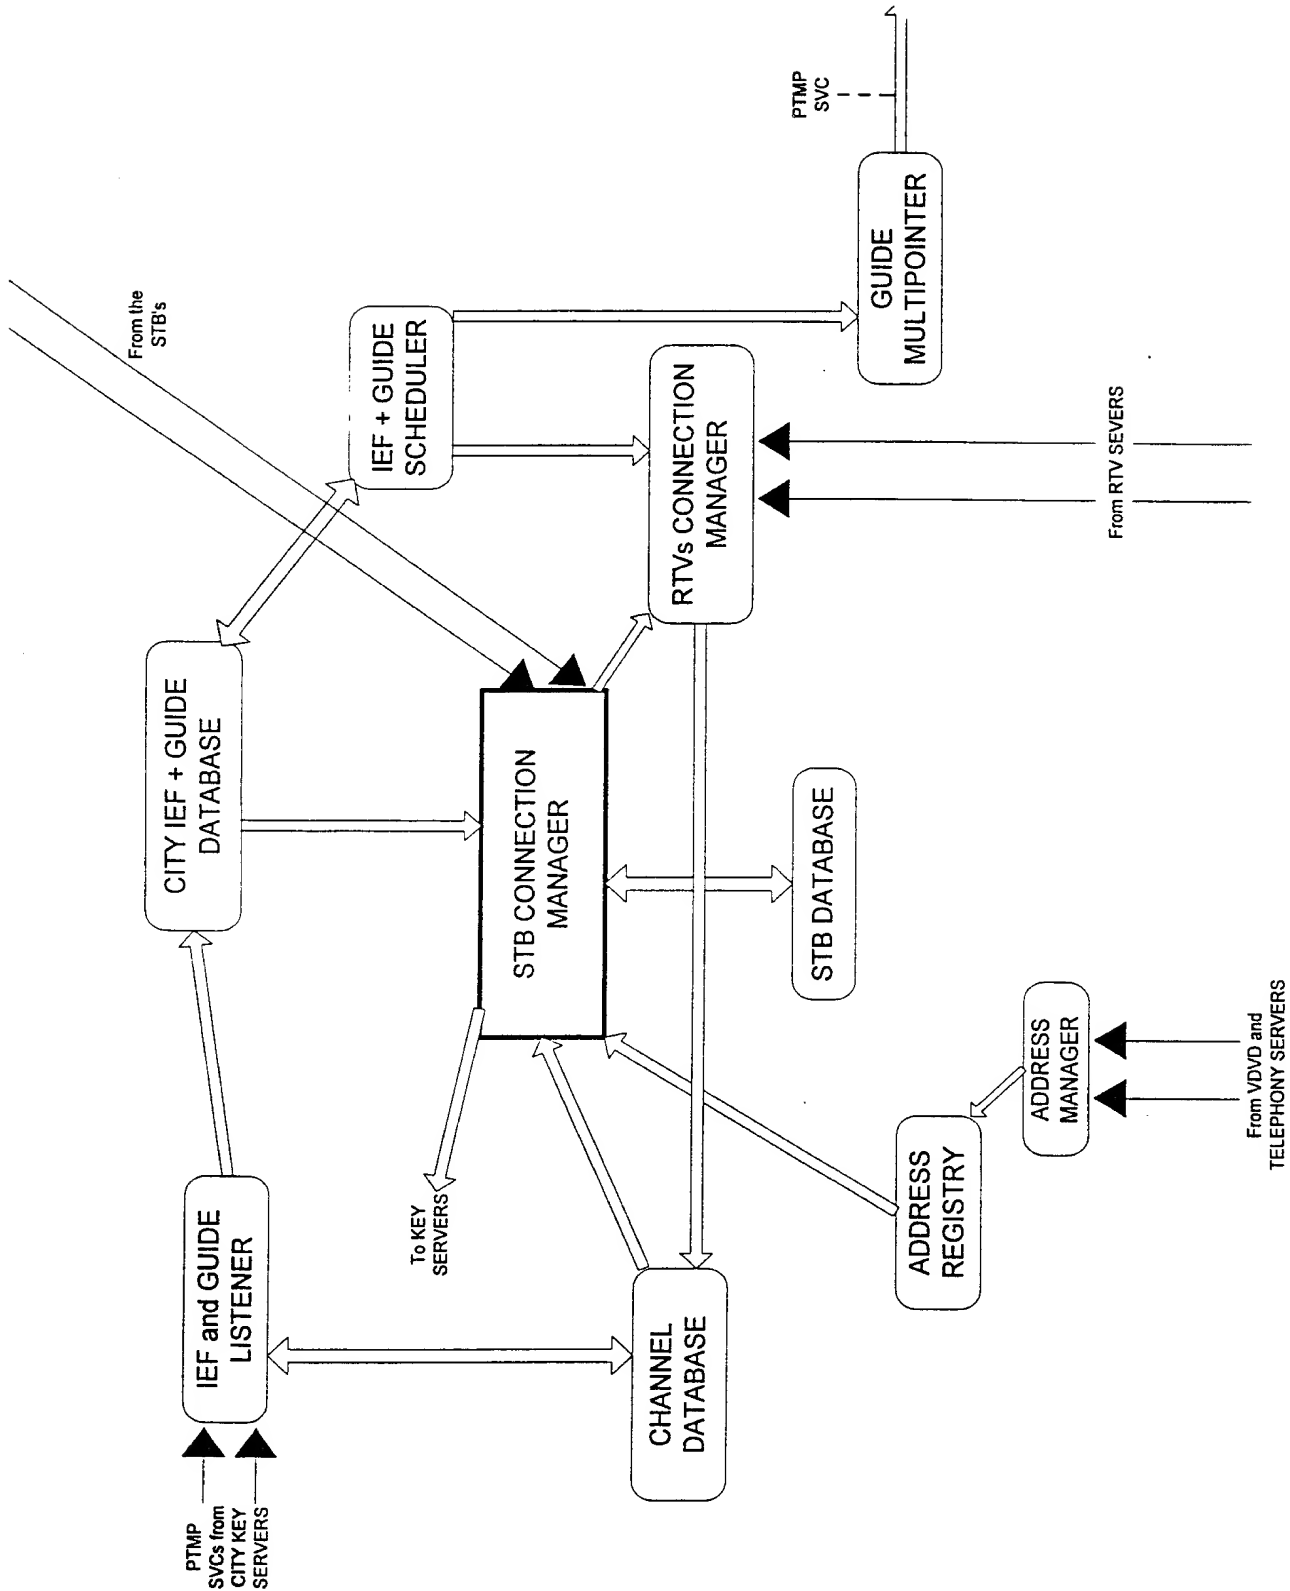 PTMP
SVCs from
CITY KEY
SERVERS
IEF and GUIDE
LISTENER
CITY IEF + GUIDE
DATABASE
From the
STB's
IEF + GUIDE
SCHEDULER
To KEY
SERVERS
STB CONNECTION
MANAGER
CHANNEL
DATABASE
RTVs CONNECTION
MANAGER
STB DATABASE
PTMP
SVC
GUIDE
MULTIPOINTER
ADDRESS
REGISTRY
ADDRESS
MANAGER
From RTV SEVERS
From VDVD and
TELEPHONY SERVERS